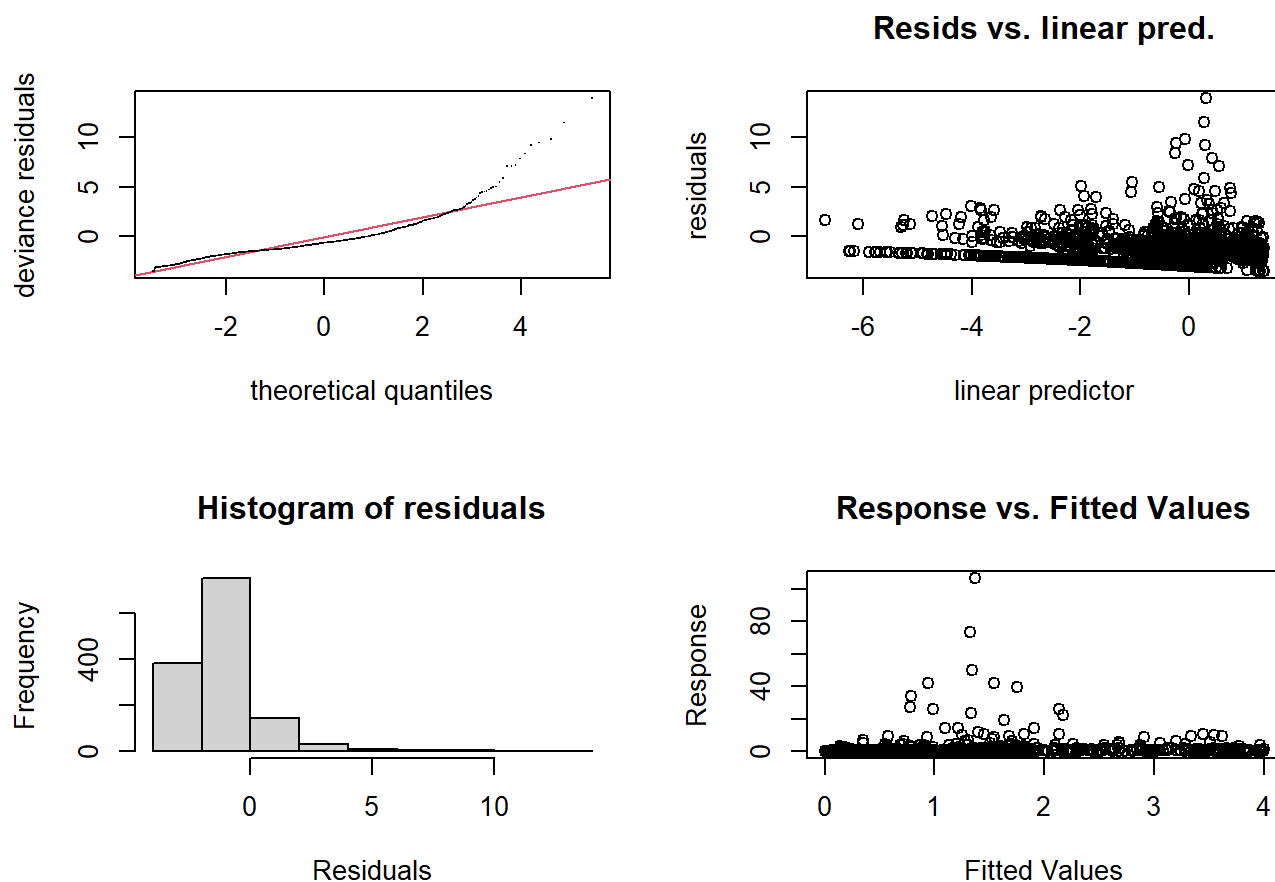 deviance residuals
10
5
0
-2
0
2
4
theoretical quantiles
Resids vs. linear pred.
residuals
10
5
0
-6
-4
-2
0
linear predictor
Histogram of residuals
Frequency
400
0
0
5
10
Residuals
Response vs. Fitted Values
Response
80
40
0
0
1
2
3
4
Fitted Values